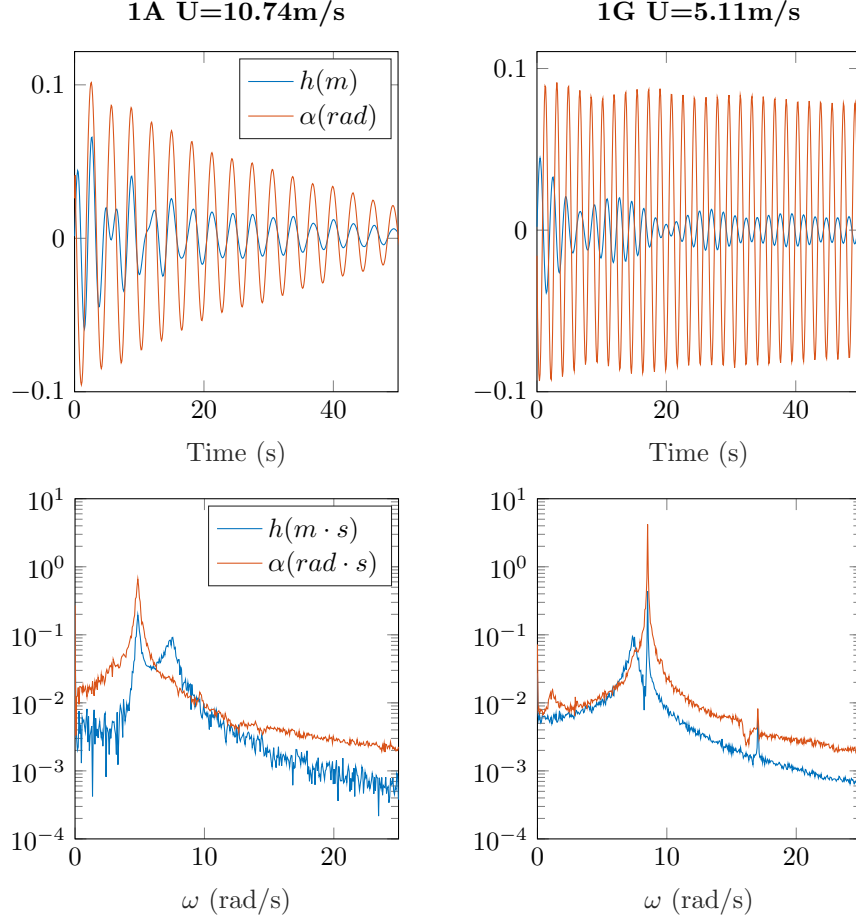 1A U=10.74m/s
1G U=5.11m/s
0.1
0
−0.1
h(m)
α(rad)
0 20 40
Time (s)
0.1
0
−0.1
0 20 40
Time (s)
10^1
10^0
10^−1
10^−2
10^−3
10^−4
h(m · s)
α(rad · s)
0 10 20
ω (rad/s)
10^1
10^0
10^−1
10^−2
10^−3
10^−4
0 20
ω (rad/s)